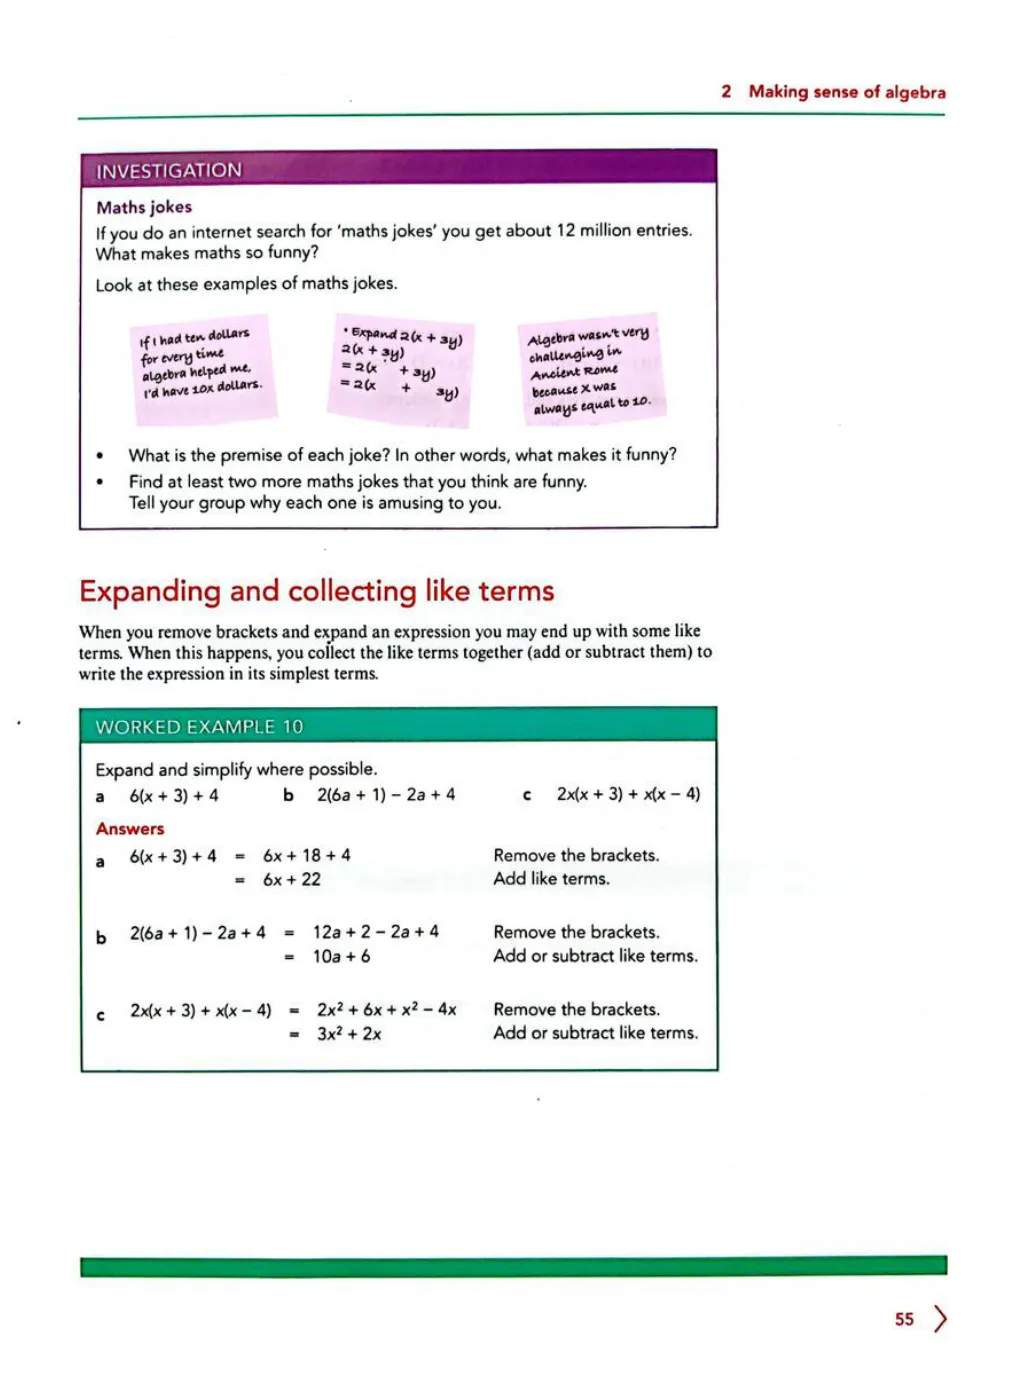 2 Making sense of algebra
INVESTIGATION
Maths jokes
If you do an internet search for 'maths jokes' you get about 12 million entries.
What makes maths so funny?
Look at these examples of maths jokes.
If I had ten dollars
for every time
algebra helped me,
I'd have 10x dollars.
• Expand 2(x + 3y)
2(x + 3y)
= 2(x + 3y)
= 2(x + 3y)
Algebra wasn't very
challenging in
Ancient Rome
because X was
always equal to 10.
• What is the premise of each joke? In other words, what makes it funny?
• Find at least two more maths jokes that you think are funny.
Tell your group why each one is amusing to you.
Expanding and collecting like terms
When you remove brackets and expand an expression you may end up with some like
terms. When this happens, you collect the like terms together (add or subtract them) to
write the expression in its simplest terms.
WORKED EXAMPLE 10
Expand and simplify where possible.
a 6(x + 3) + 4 b 2(6a + 1) − 2a + 4 c 2x(x + 3) + x(x − 4)
Answers
a 6(x + 3) + 4 = 6x + 18 + 4 Remove the brackets.
= 6x + 22 Add like terms.
b 2(6a + 1) − 2a + 4 = 12a + 2 − 2a + 4 Remove the brackets.
= 10a + 6 Add or subtract like terms.
c 2x(x + 3) + x(x − 4) = 2x² + 6x + x² − 4x Remove the brackets.
= 3x² + 2x Add or subtract like terms.
55